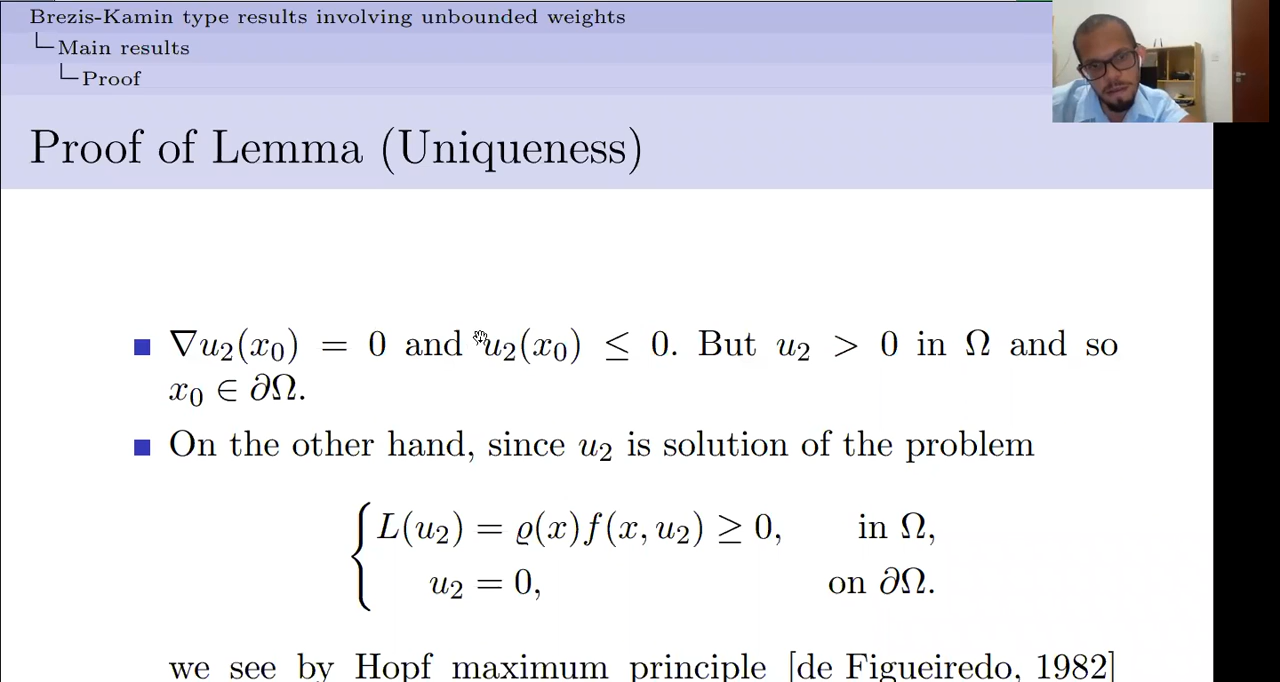 Brezis-Kamin type results involving unbounded weights
Main results
Proof
Proof of Lemma (Uniqueness)
∇u₂(x₀) = 0 and u₂(x₀) ≤ 0. But u₂ > 0 in Ω and so
x₀ ∈ ∂Ω.
On the other hand, since u₂ is solution of the problem
L(u₂) = ϱ(x)f(x, u₂) ≥ 0, in Ω,
u₂ = 0, on ∂Ω.
we see by Hopf maximum principle [de Figueiredo, 1982]